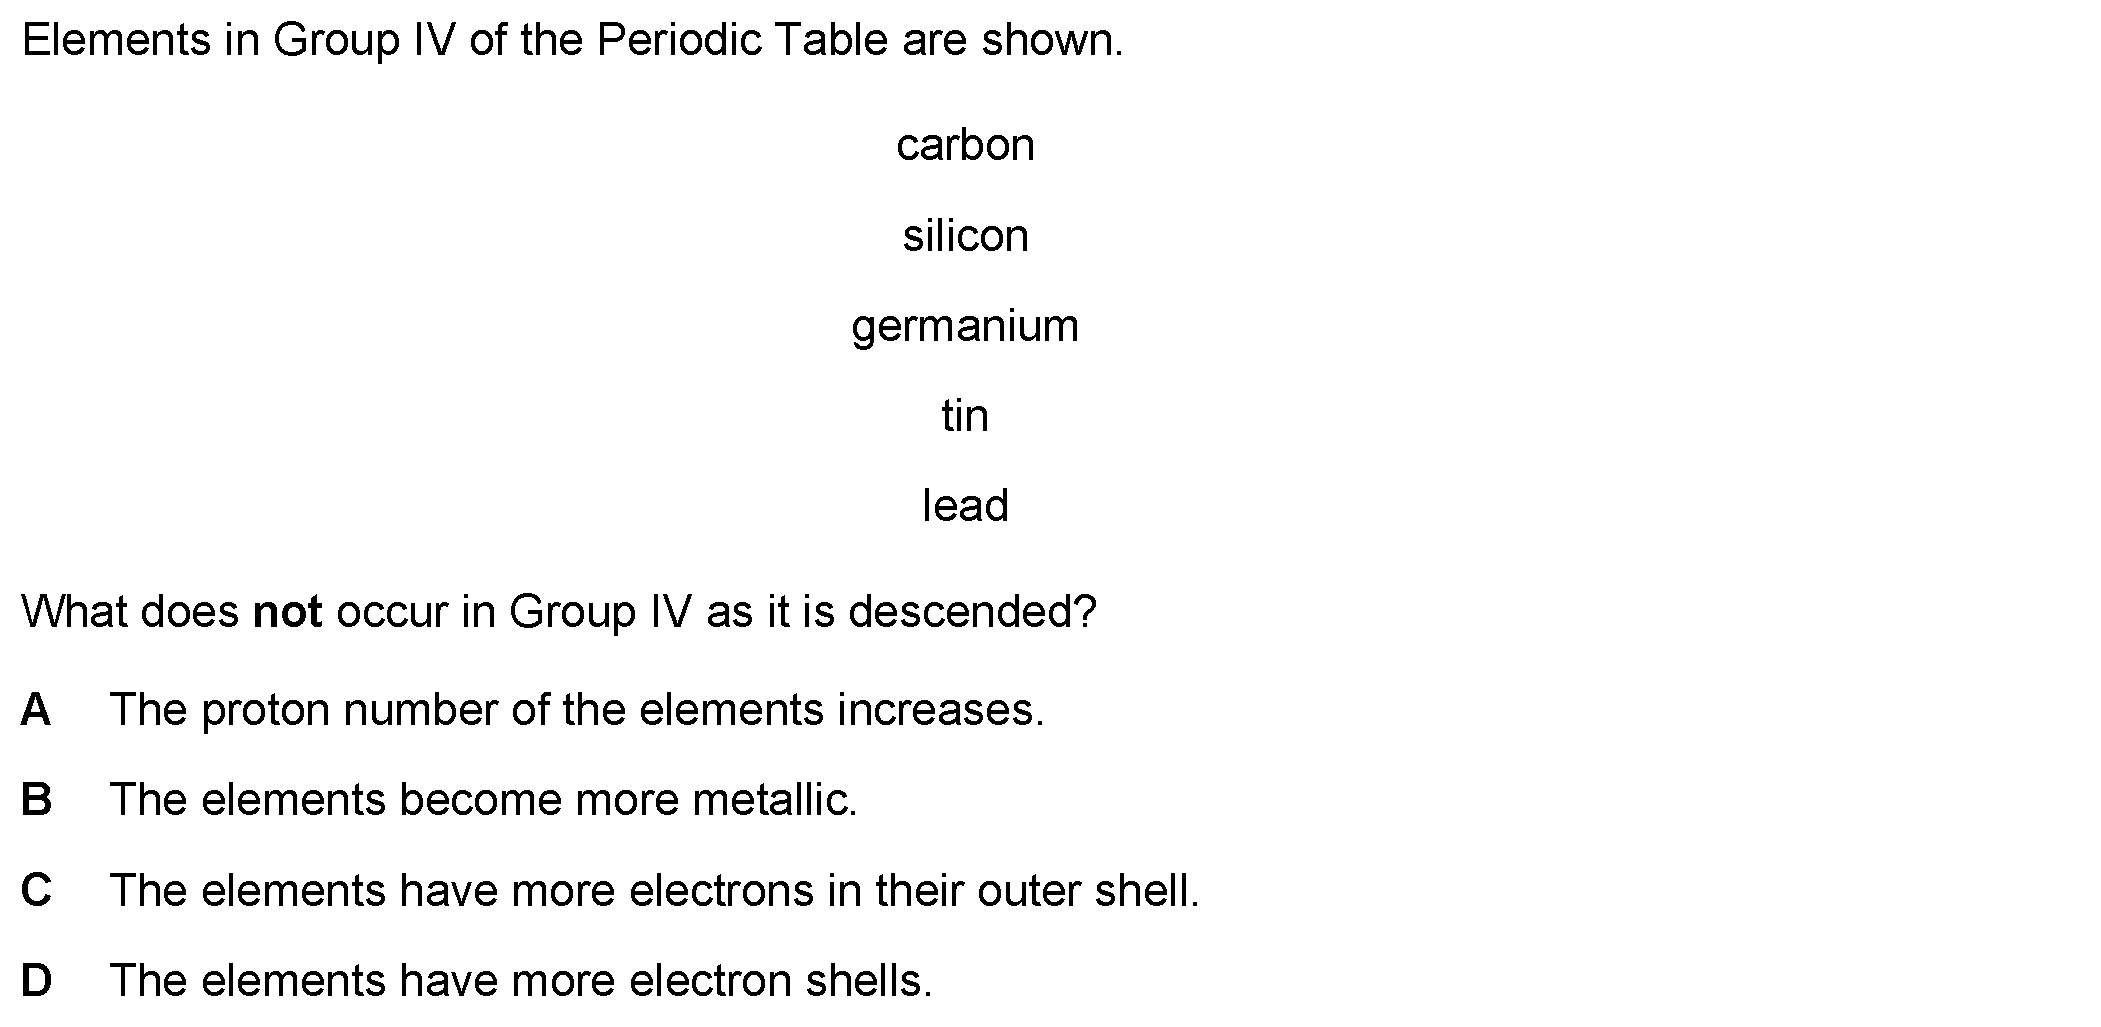 Elements in Group IV of the Periodic Table are shown.
carbon
silicon
germanium
tin
lead
What does not occur in Group IV as it is descended?
A The proton number of the elements increases.
B The elements become more metallic.
C The elements have more electrons in their outer shell.
D The elements have more electron shells.